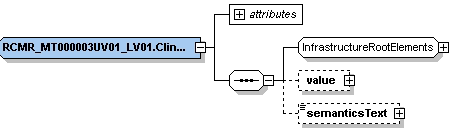 attributes
RCMR_MT000003UV01_LV01.Clin...
InfrastructureRootElements
value
semanticsText